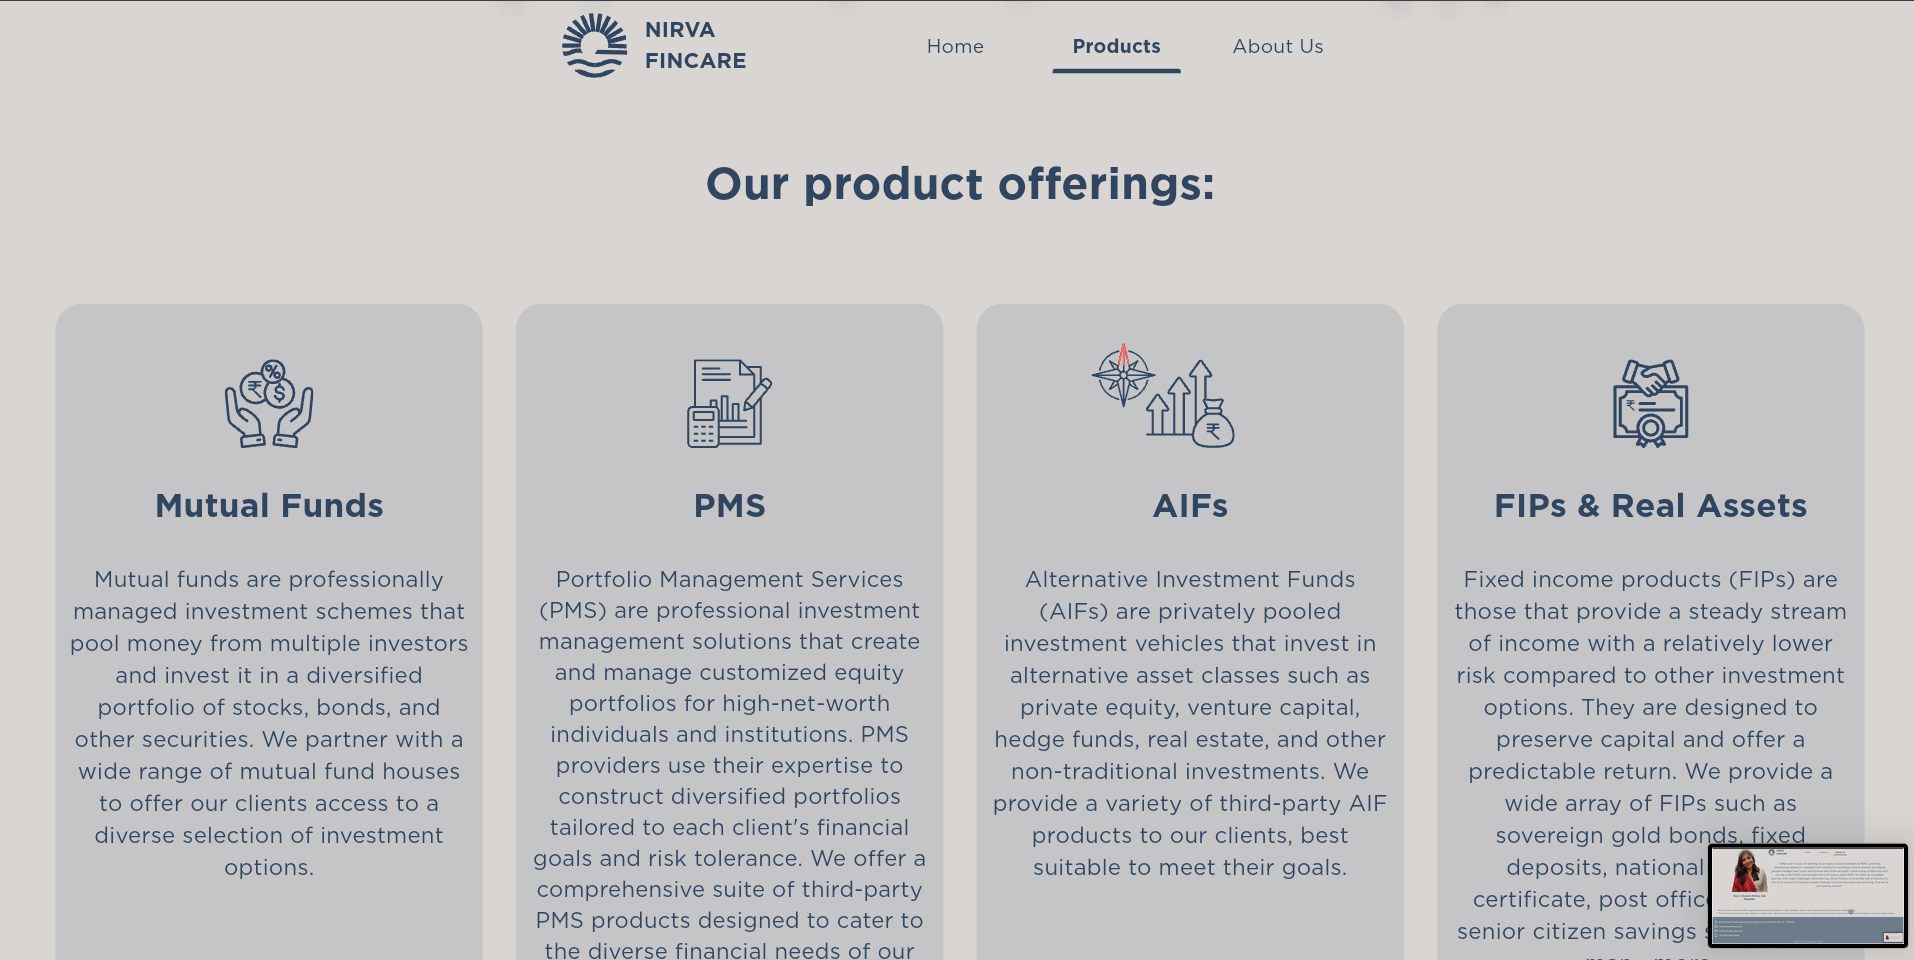 NIRVA
FINCARE
Home
Products
About Us
Our product offerings:
Mutual Funds
Mutual funds are professionally
managed investment schemes that
pool money from multiple investors
and invest it in a diversified
portfolio of stocks, bonds, and
other securities. We partner with a
wide range of mutual fund houses
to offer our clients access to a
diverse selection of investment
options.
PMS
Portfolio Management Services
(PMS) are professional investment
management solutions that create
and manage customized equity
portfolios for high-net-worth
individuals and institutions. PMS
providers use their expertise to
construct diversified portfolios
tailored to each client's financial
goals and risk tolerance. We offer a
comprehensive suite of third-party
PMS products designed to cater to
the diverse financial needs of our
AIFs
Alternative Investment Funds
(AIFs) are privately pooled
investment vehicles that invest in
alternative asset classes such as
private equity, venture capital,
hedge funds, real estate, and other
non-traditional investments. We
provide a variety of third-party AIF
products to our clients, best
suitable to meet their goals.
FIPs & Real Assets
Fixed income products (FIPs) are
those that provide a steady stream
of income with a relatively lower
risk compared to other investment
options. They are designed to
preserve capital and offer a
predictable return. We provide a
wide array of FIPs such as
sovereign gold bonds, fixed
deposits, national
certificate, post offic
senior citizen savings